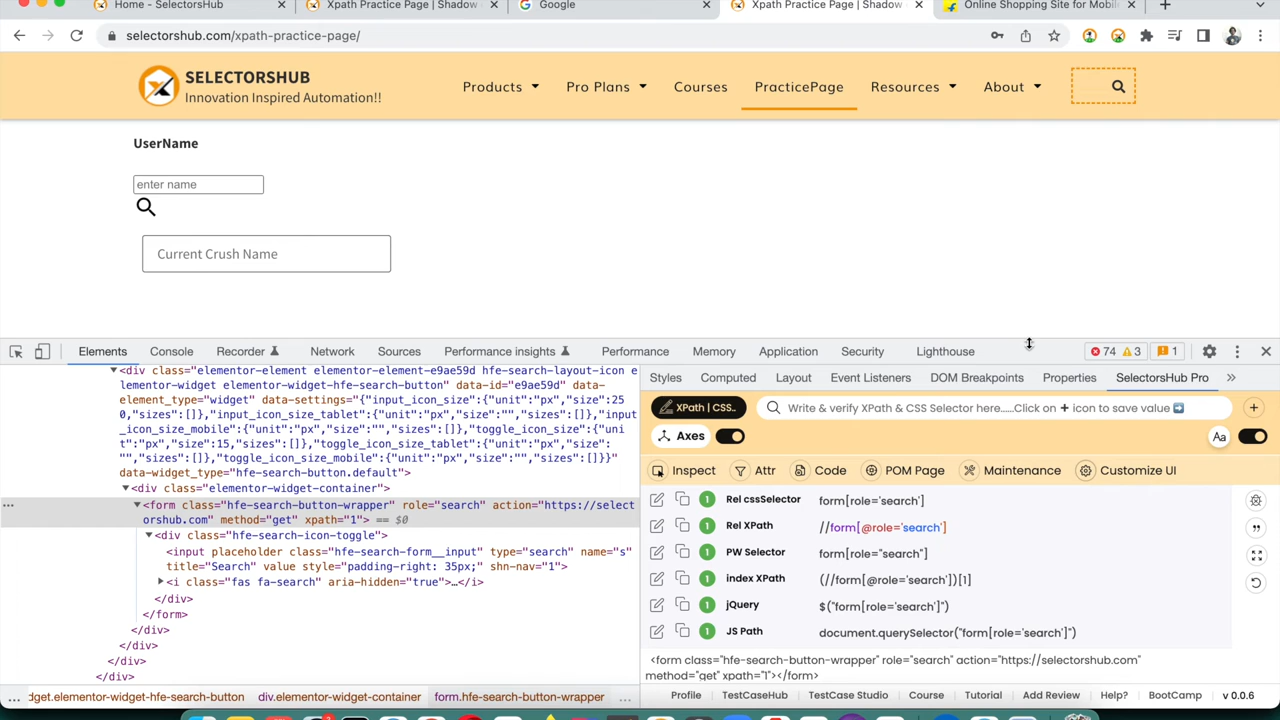 Home - SelectorsHub
Xpath Practice Page | Shadow
Google
Xpath Practice Page | Shadow
Online Shopping Site for Mobil
selectorshub.com/xpath-practice-page/
SELECTORSHUB
Innovation Inspired Automation!!
Products
Pro Plans
Courses
PracticePage
Resources
About
UserName
enter name
Current Crush Name
Elements
Console
Recorder
Network
Sources
Performance insights
Performance
Memory
Application
Security
Lighthouse
74
3
1
<div class="elementor-element elementor-element-e9ae59d hfe-search-layout-icon e
lementor-widget elementor-widget-hfe-search-button" data-id="e9ae59d" data-
element_type="widget" data-settings="{"input_icon_size":{"unit":"px","size":25
0,"sizes":[]},"input_icon_size_tablet":{"unit":"px","size":"","sizes":[]},"input
_icon_size_mobile":{"unit":"px","size":"","sizes":[]},"toggle_icon_size":{"unit
":"px","size":15,"sizes":[]},"toggle_icon_size_tablet":{"unit":"px","size":
"","sizes":[]},"toggle_icon_size_mobile":{"unit":"px","size":"","sizes":[]}}"
data-widget_type="hfe-search-button.default">
<div class="elementor-widget-container">
<form class="hfe-search-button-wrapper" role="search" action="https://select
orshub.com" method="get" xpath="1"> == $0
<div class="hfe-search-icon-toggle">
<input placeholder class="hfe-search-form__input" type="search" name="s"
title="Search" value style="padding-right: 35px;" shn-nav="1">
<i class="fas fa-search" aria-hidden="true">…</i>
</div>
</form>
</div>
</div>
</div>
</div>
... dget.elementor-widget-hfe-search-button div.elementor-widget-container form.hfe-search-button-wrapper ...
Styles
Computed
Layout
Event Listeners
DOM Breakpoints
Properties
SelectorsHub Pro
XPath | CSS..
Write & verify XPath & CSS Selector here.....Click on + icon to save value
Axes
Aa
Inspect
Attr
Code
POM Page
Maintenance
Customize UI
1 Rel cssSelector form[role='search']
1 Rel XPath //form[@role='search']
1 PW Selector form[role="search"]
1 index XPath (//form[@role='search'])[1]
1 jQuery $("form[role='search']")
1 JS Path document.querySelector("form[role='search']")
<form class="hfe-search-button-wrapper" role="search" action="https://selectorshub.com"
method="get" xpath="1"></form>
Profile
TestCaseHub
TestCase Studio
Course
Tutorial
Add Review
Help?
BootCamp
v 0.0.6